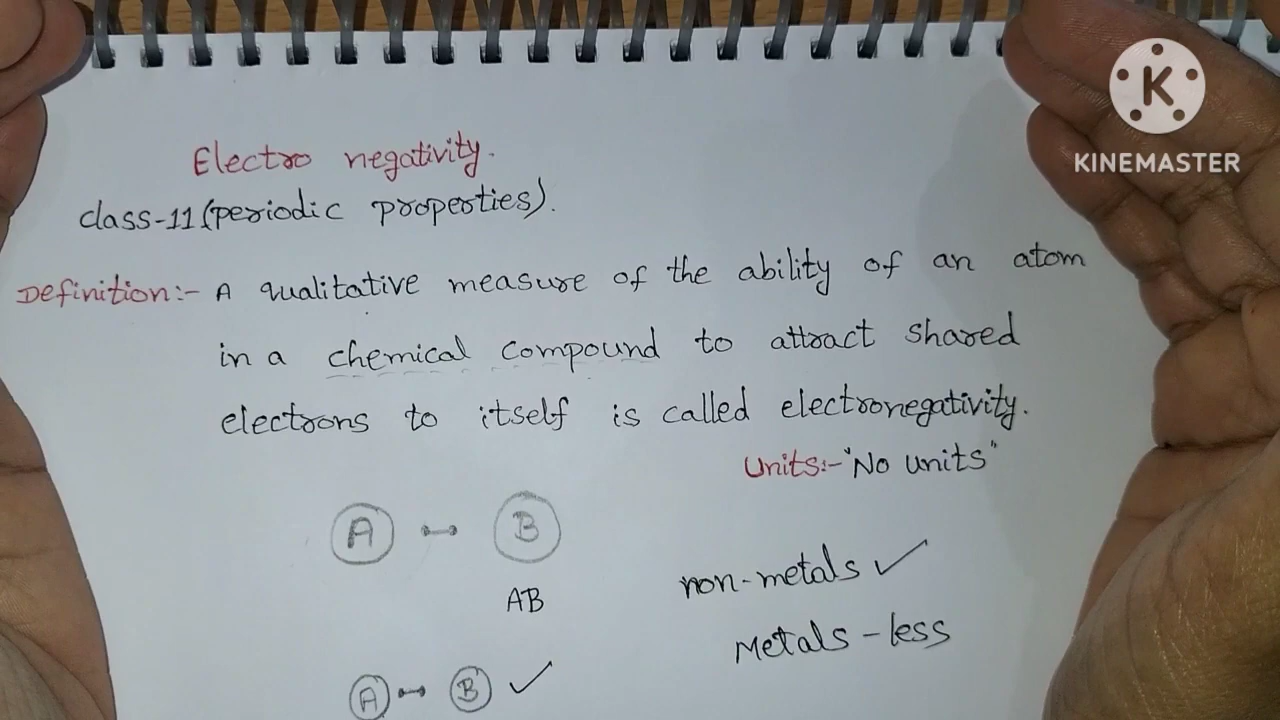 K
KINEMASTER
Electro negativity.
class-11 (periodic properties).
Definition:- A qualitative measure of the ability of an atom
in a chemical compound to attract shared
electrons to itself is called electronegativity.
Units:- "No units"
A B
AB
non-metals ✓
Metals - less
A B ✓